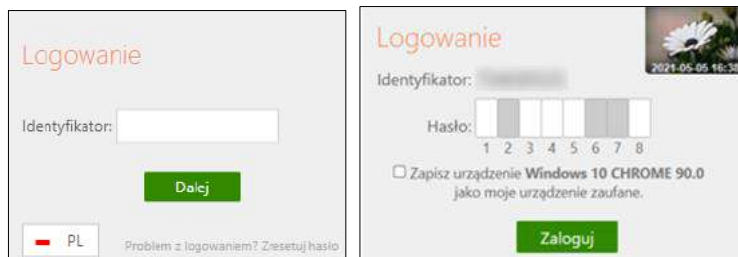 Logowanie
Identyfikator:
Dalej
PL
Problem z logowaniem? Zresetuj hasło
Logowanie
2021-05-05 16:38
Identyfikator:
Hasło:
1 2 3 4 5 6 7 8
Zapisz urządzenie Windows 10 CHROME 90.0
jako moje urządzenie zaufane.
Zaloguj